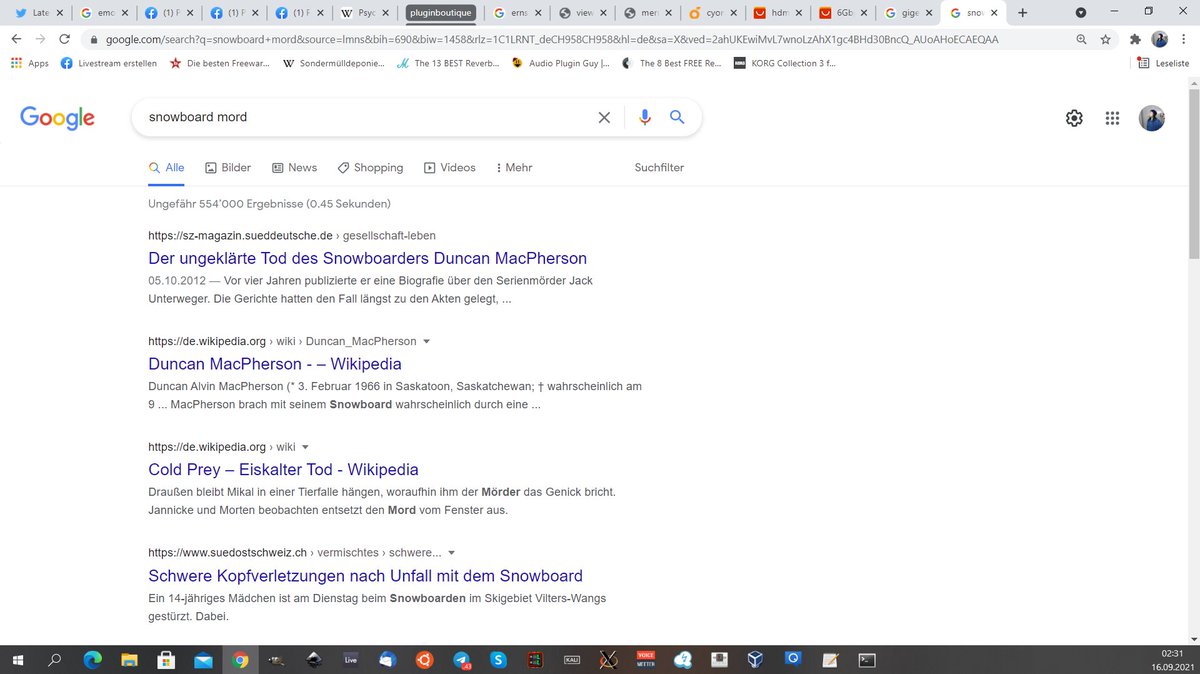 Late
emo
(1) F
(1) F
(1) F
Psyc
pluginboutique
erns
view
mer
cyor
hdm
6Gb
gige
snow
google.com/search?q=snowboard+mord&source=lmns&bih=690&biw=1458&rlz=1C1LRNT_deCH958CH958&hl=de&sa=X&ved=2ahUKEwiMvL7wnoLzAhX1gc4BHd30BncQ_AUoAHoECAEQAA
Apps
Livestream erstellen
Die besten Freewar...
Sondermülldeponie...
The 13 BEST Reverb...
Audio Plugin Guy |...
The 8 Best FREE Re...
KORG Collection 3 f...
Leseliste
Google
snowboard mord
Alle
Bilder
News
Shopping
Videos
Mehr
Suchfilter
Ungefähr 554'000 Ergebnisse (0.45 Sekunden)
https://sz-magazin.sueddeutsche.de › gesellschaft-leben
Der ungeklärte Tod des Snowboarders Duncan MacPherson
05.10.2012 — Vor vier Jahren publizierte er eine Biografie über den Serienmörder Jack
Unterweger. Die Gerichte hatten den Fall längst zu den Akten gelegt, ...
https://de.wikipedia.org › wiki › Duncan_MacPherson
Duncan MacPherson - – Wikipedia
Duncan Alvin MacPherson (* 3. Februar 1966 in Saskatoon, Saskatchewan; † wahrscheinlich am
9 ... MacPherson brach mit seinem Snowboard wahrscheinlich durch eine ...
https://de.wikipedia.org › wiki
Cold Prey – Eiskalter Tod - Wikipedia
Draußen bleibt Mikal in einer Tierfalle hängen, woraufhin ihm der Mörder das Genick bricht.
Jannicke und Morten beobachten entsetzt den Mord vom Fenster aus.
https://www.suedostschweiz.ch › vermischtes › schwere...
Schwere Kopfverletzungen nach Unfall mit dem Snowboard
Ein 14-jähriges Mädchen ist am Dienstag beim Snowboarden im Skigebiet Vilters-Wangs
gestürzt. Dabei.
Live
KALI
02:31
16.09.2021